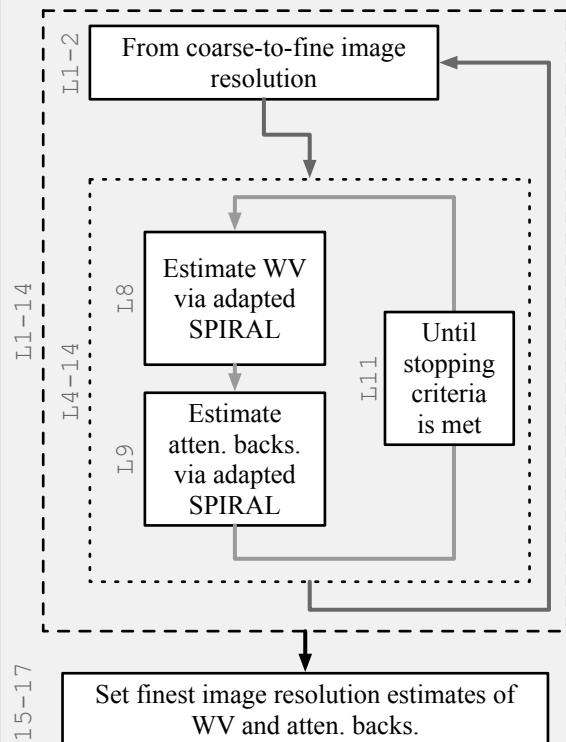 L1-2
From coarse-to-fine image
resolution
L1-14
L4-14
L8
Estimate WV
via adapted
SPIRAL
L11
Until
stopping
criteria
is met
L9
Estimate
atten. backs.
via adapted
SPIRAL
15-17
Set finest image resolution estimates of
WV and atten. backs.